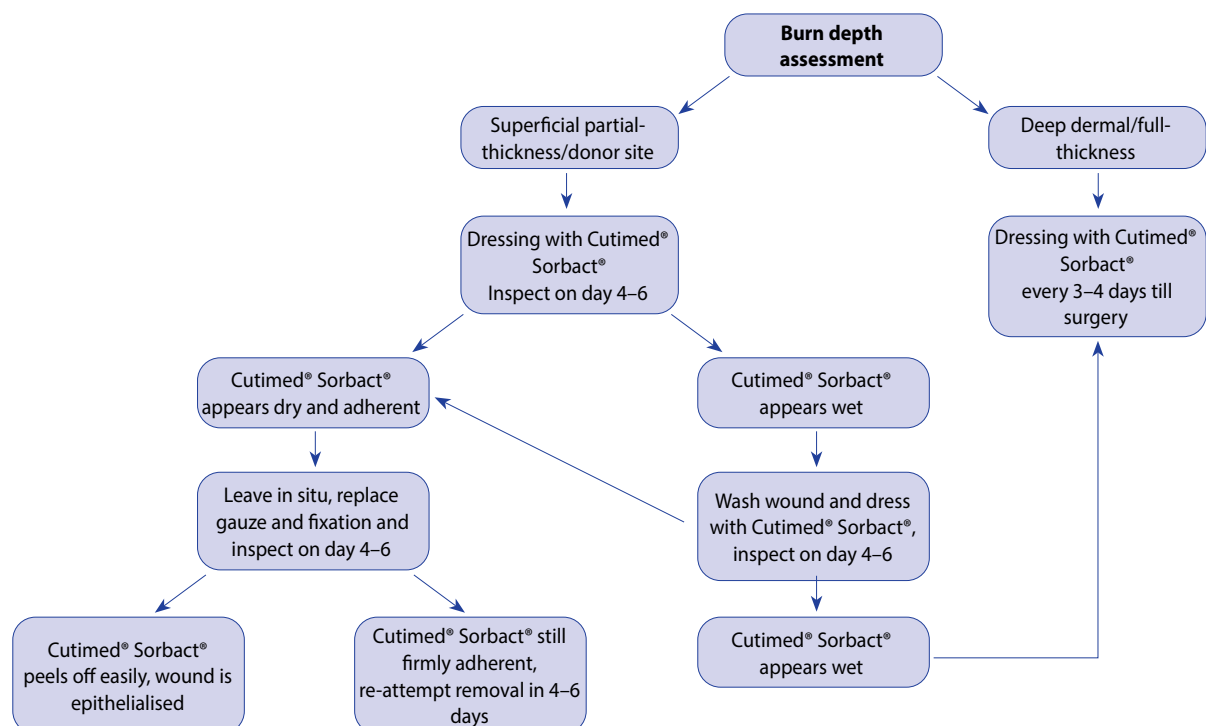 Burn depth
assessment
Superficial partial-
thickness/donor site
Deep dermal/full-
thickness
Dressing with Cutimed®
Sorbact®
Inspect on day 4–6
Dressing with Cutimed®
Sorbact®
every 3–4 days till
surgery
Cutimed® Sorbact®
appears dry and adherent
Cutimed® Sorbact®
appears wet
Leave in situ, replace
gauze and fixation and
inspect on day 4–6
Wash wound and dress
with Cutimed® Sorbact®,
inspect on day 4–6
Cutimed® Sorbact®
peels off easily, wound is
epithelialised
Cutimed® Sorbact® still
firmly adherent,
re-attempt removal in 4–6
days
Cutimed® Sorbact®
appears wet